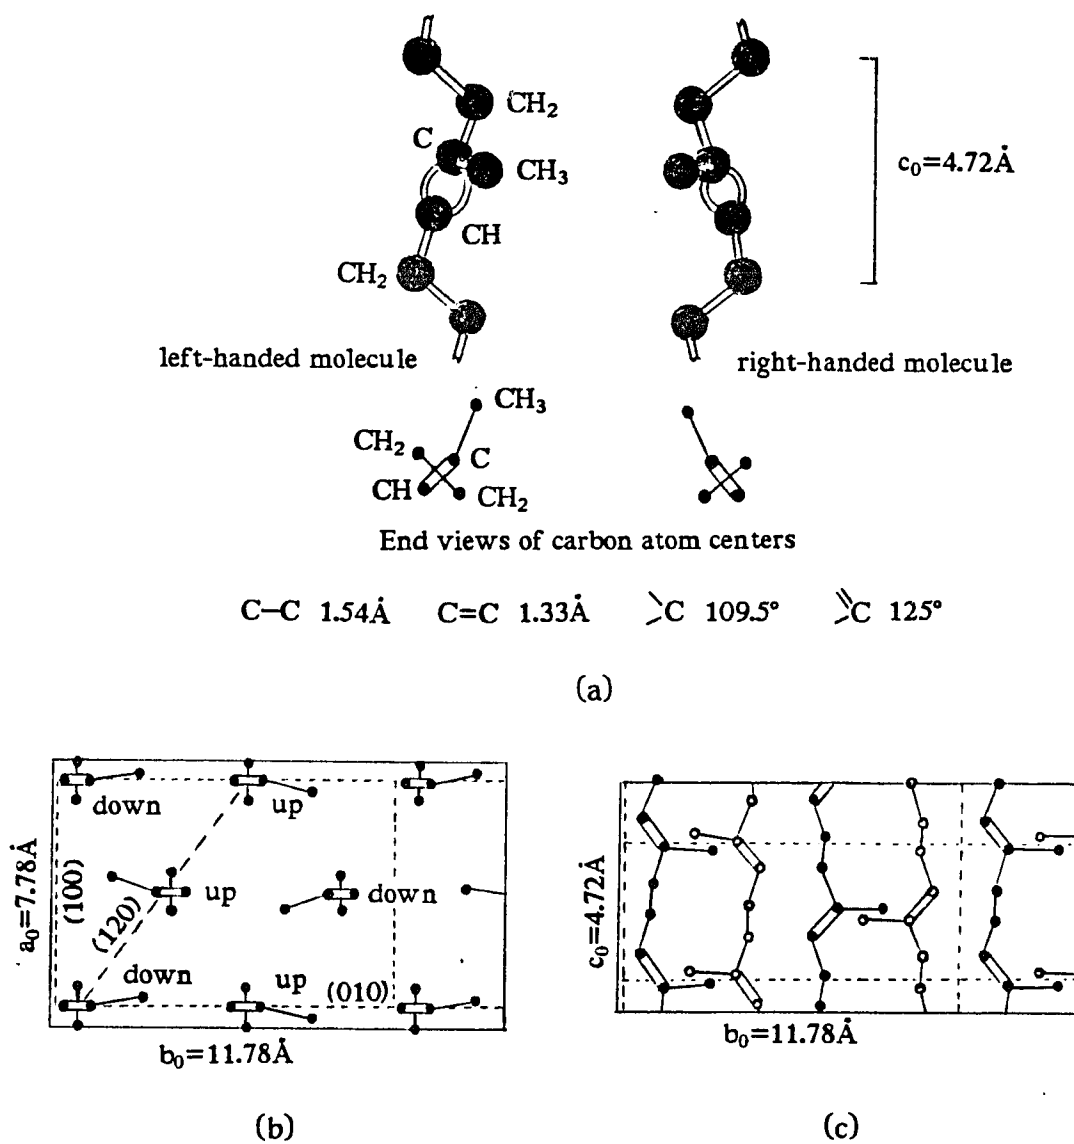 CH₂
C
CH₃
CH
CH₂
c₀=4.72Å
left-handed molecule
right-handed molecule
CH₃
CH₂
C
CH
CH₂
End views of carbon atom centers
C—C 1.54Å C=C 1.33Å >C 109.5° >C 125°
(a)
down
up
a₀=7.78Å
(100)
(120)
up
down
down
up
(010)
b₀=11.78Å
(b)
c₀=4.72Å
b₀=11.78Å
(c)